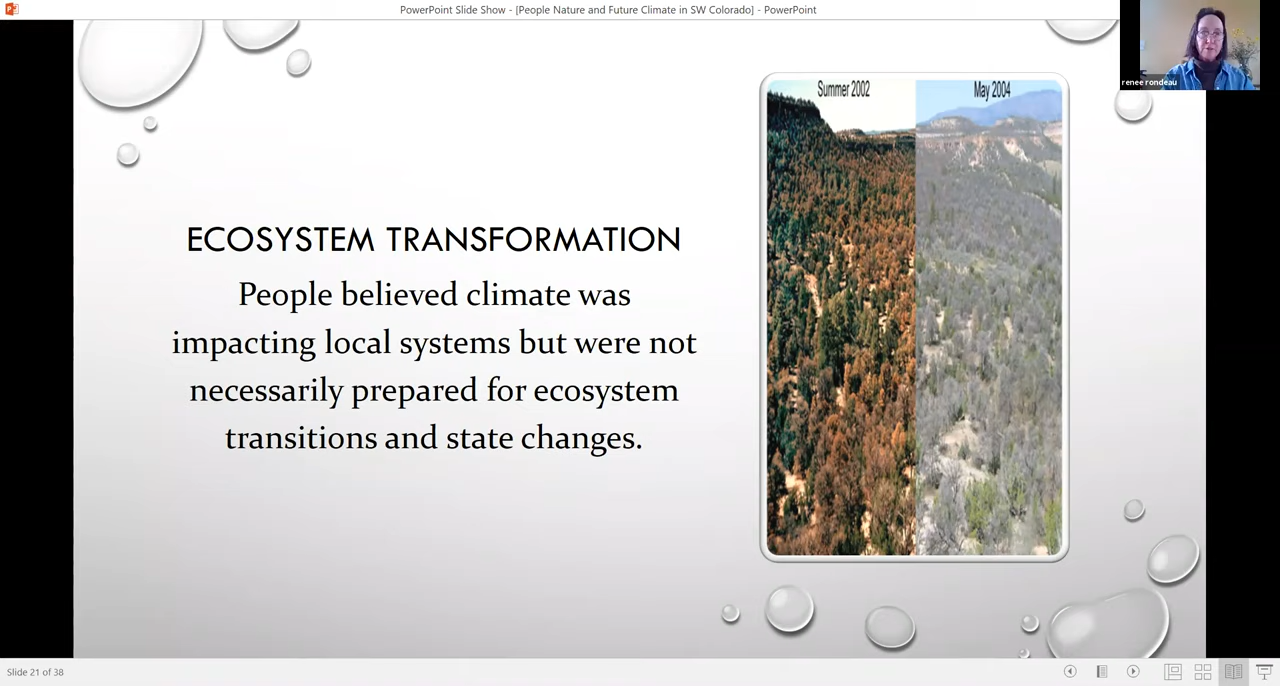 PowerPoint Slide Show - [People Nature and Future Climate in SW Colorado] - PowerPoint
renee rondeau
Summer 2002
May 2004
ECOSYSTEM TRANSFORMATION
People believed climate was
impacting local systems but were not
necessarily prepared for ecosystem
transitions and state changes.
Slide 21 of 38